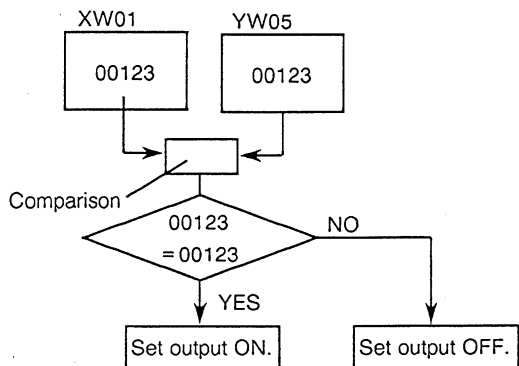 XW01
YW05
00123
00123
Comparison
00123
=00123
NO
YES
Set output ON.
Set output OFF.